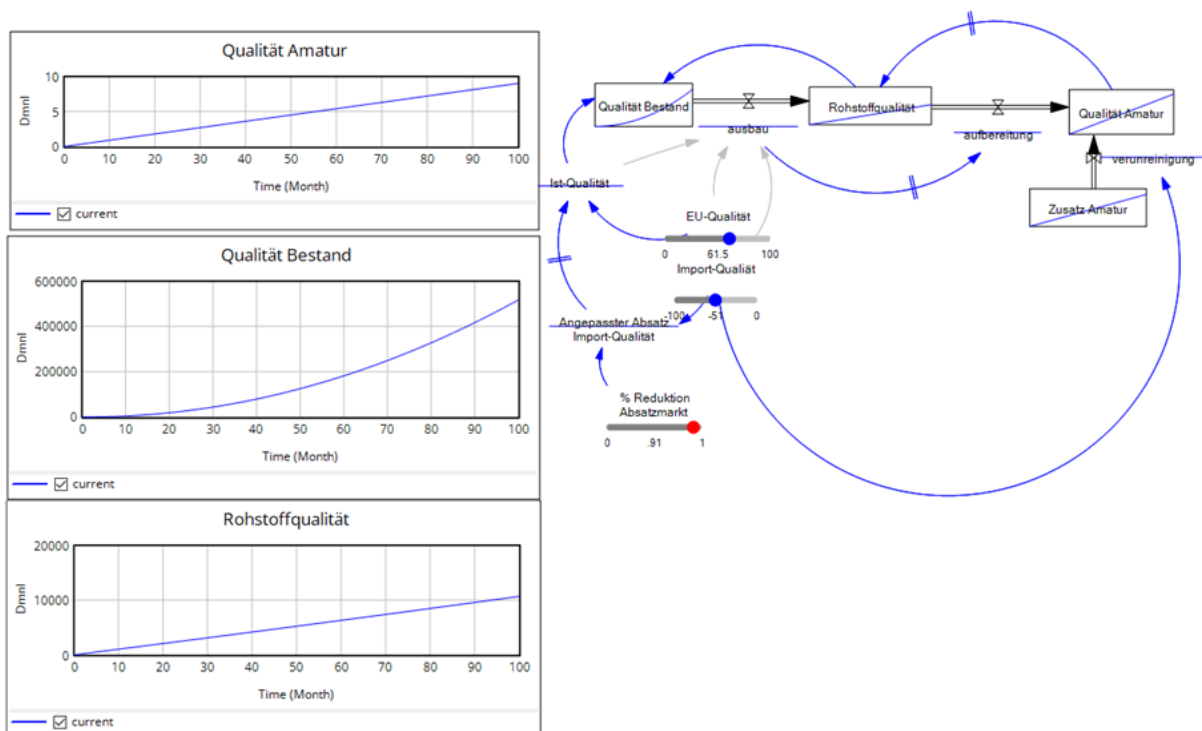 Qualität Amatur
10
5
0
Dmnl
0 10 20 30 40 50 60 70 80 90 100
Time (Month)
current
Qualität Bestand
600000
400000
200000
0
Dmnl
0 10 20 30 40 50 60 70 80 90 100
Time (Month)
current
Rohstoffqualität
20000
10000
0
Dmnl
0 10 20 30 40 50 60 70 80 90 100
Time (Month)
current
Qualität Bestand
ausbau
Rohstoffqualität
aufbereitung
Qualität Amatur
verunreinigung
Zusatz Amatur
Ist-Qualität
EU-Qualität
0 61.5 100
Import-Qualiät
-100 -51 0
Angepasster Absatz
Import-Qualität
% Reduktion
Absatzmarkt
0 .91 1